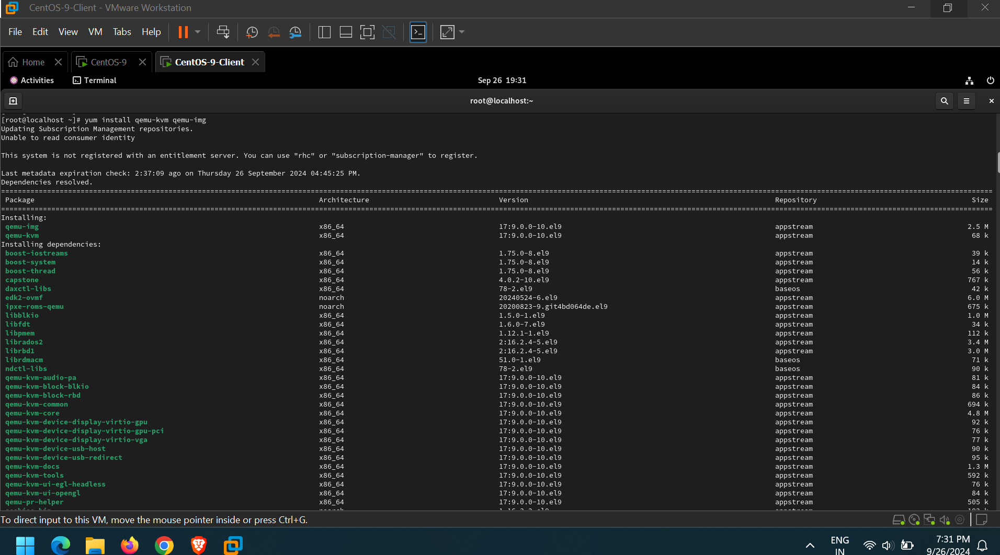 CentOS-9-Client - VMware Workstation
File Edit View VM Tabs Help
Home CentOS-9 CentOS-9-Client
Activities Terminal Sep 26 19:31
root@localhost:~
[root@localhost ~]# yum install qemu-kvm qemu-img
Updating Subscription Management repositories.
Unable to read consumer identity
This system is not registered with an entitlement server. You can use "rhc" or "subscription-manager" to register.
Last metadata expiration check: 2:37:09 ago on Thursday 26 September 2024 04:45:25 PM.
Dependencies resolved.
Package Architecture Version Repository Size
Installing:
qemu-img x86_64 17:9.0.0-10.el9 appstream 2.5 M
qemu-kvm x86_64 17:9.0.0-10.el9 appstream 68 k
Installing dependencies:
boost-iostreams x86_64 1.75.0-8.el9 appstream 39 k
boost-system x86_64 1.75.0-8.el9 appstream 14 k
boost-thread x86_64 1.75.0-8.el9 appstream 56 k
capstone x86_64 4.0.2-10.el9 appstream 767 k
daxctl-libs x86_64 78-2.el9 baseos 42 k
edk2-ovmf noarch 20240524-6.el9 appstream 6.0 M
ipxe-roms-qemu noarch 20200823-9.git4bd064de.el9 appstream 675 k
libblkio x86_64 1.5.0-1.el9 appstream 1.0 M
libfdt x86_64 1.6.0-7.el9 appstream 34 k
libpmem x86_64 1.12.1-1.el9 appstream 112 k
librados2 x86_64 2:16.2.4-5.el9 appstream 3.4 M
librbd1 x86_64 2:16.2.4-5.el9 appstream 3.0 M
librdmacm x86_64 51.0-1.el9 baseos 71 k
ndctl-libs x86_64 78-2.el9 baseos 90 k
qemu-kvm-audio-pa x86_64 17:9.0.0-10.el9 appstream 81 k
qemu-kvm-block-blkio x86_64 17:9.0.0-10.el9 appstream 84 k
qemu-kvm-block-rbd x86_64 17:9.0.0-10.el9 appstream 86 k
qemu-kvm-common x86_64 17:9.0.0-10.el9 appstream 694 k
qemu-kvm-core x86_64 17:9.0.0-10.el9 appstream 4.8 M
qemu-kvm-device-display-virtio-gpu x86_64 17:9.0.0-10.el9 appstream 92 k
qemu-kvm-device-display-virtio-gpu-pci x86_64 17:9.0.0-10.el9 appstream 76 k
qemu-kvm-device-display-virtio-vga x86_64 17:9.0.0-10.el9 appstream 77 k
qemu-kvm-device-usb-host x86_64 17:9.0.0-10.el9 appstream 90 k
qemu-kvm-device-usb-redirect x86_64 17:9.0.0-10.el9 appstream 95 k
qemu-kvm-docs x86_64 17:9.0.0-10.el9 appstream 1.3 M
qemu-kvm-tools x86_64 17:9.0.0-10.el9 appstream 592 k
qemu-kvm-ui-egl-headless x86_64 17:9.0.0-10.el9 appstream 76 k
qemu-kvm-ui-opengl x86_64 17:9.0.0-10.el9 appstream 84 k
qemu-pr-helper x86_64 17:9.0.0-10.el9 appstream 505 k
To direct input to this VM, move the mouse pointer inside or press Ctrl+G.
ENG 7:31 PM
IN 9/26/2024